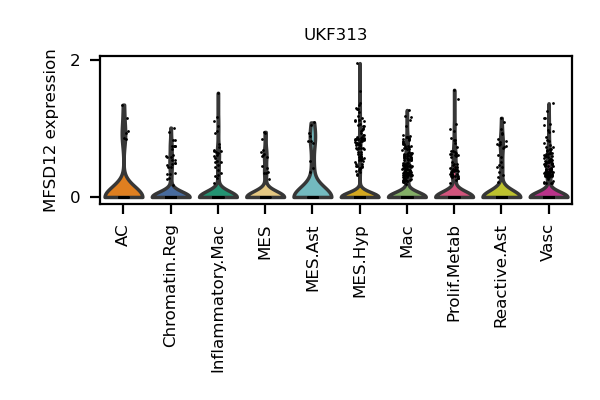 UKF313
MFSD12 expression
2
0
AC
Chromatin.Reg
Inflammatory.Mac
MES
MES.Ast
MES.Hyp
Mac
Prolif.Metab
Reactive.Ast
Vasc